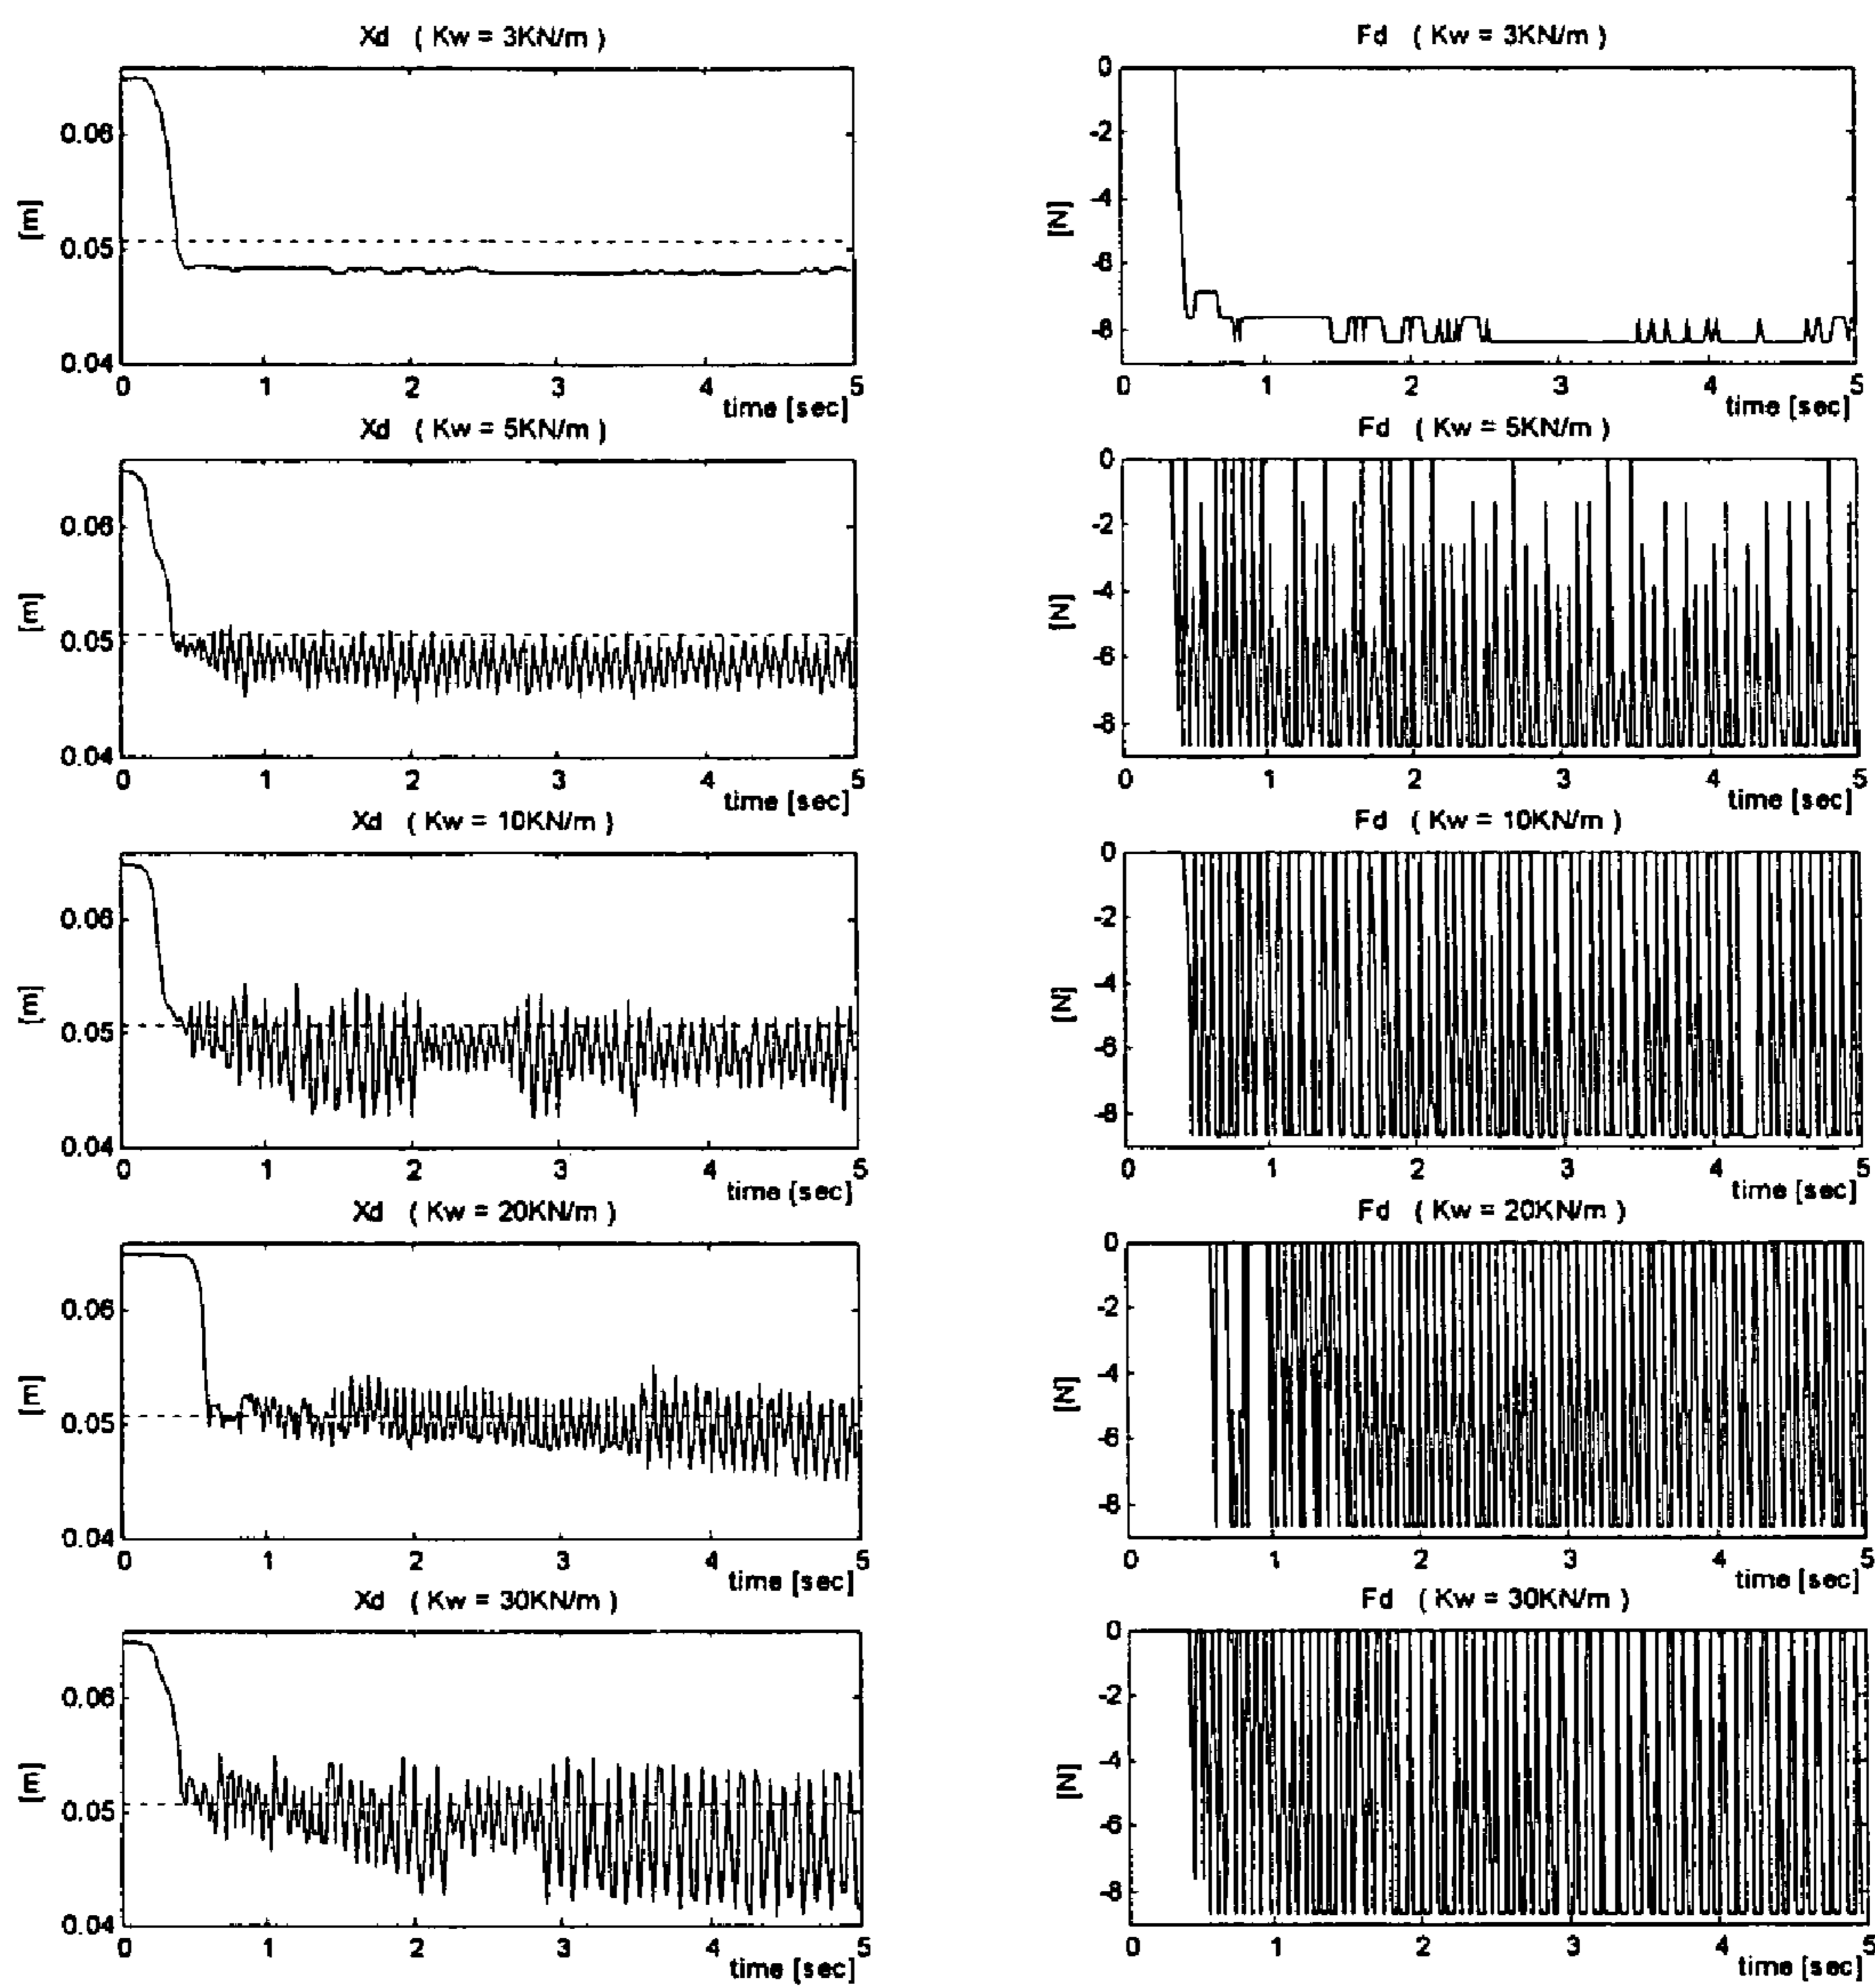 Xd ( Kw = 3KN/m )
0.06
0.05
0.04
[m]
0 1 2 3 4 5
time [sec]
Fd ( Kw = 3KN/m )
0
-2
-4
-6
-8
[N]
0 1 2 3 4 5
time [sec]
Xd ( Kw = 5KN/m )
0.06
0.05
0.04
[m]
0 1 2 3 4 5
time [sec]
Fd ( Kw = 5KN/m )
0
-2
-4
-6
-8
[N]
0 1 2 3 4 5
time [sec]
Xd ( Kw = 10KN/m )
0.06
0.05
0.04
[m]
0 1 2 3 4 5
time [sec]
Fd ( Kw = 10KN/m )
0
-2
-4
-6
-8
[N]
0 1 2 3 4 5
time [sec]
Xd ( Kw = 20KN/m )
0.06
0.05
0.04
[m]
0 1 2 3 4 5
time [sec]
Fd ( Kw = 20KN/m )
0
-2
-4
-6
-8
[N]
0 1 2 3 4 5
time [sec]
Xd ( Kw = 30KN/m )
0.06
0.05
0.04
[m]
0 1 2 3 4 5
time [sec]
Fd ( Kw = 30KN/m )
0
-2
-4
-6
-8
[N]
0 1 2 3 4 5
time [sec]